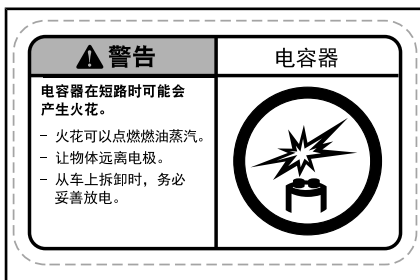 警告
电容器
电容器在短路时可能会
产生火花。
- 火花可以点燃燃油蒸汽。
- 让物体远离电极。
- 从车上拆卸时，务必
妥善放电。